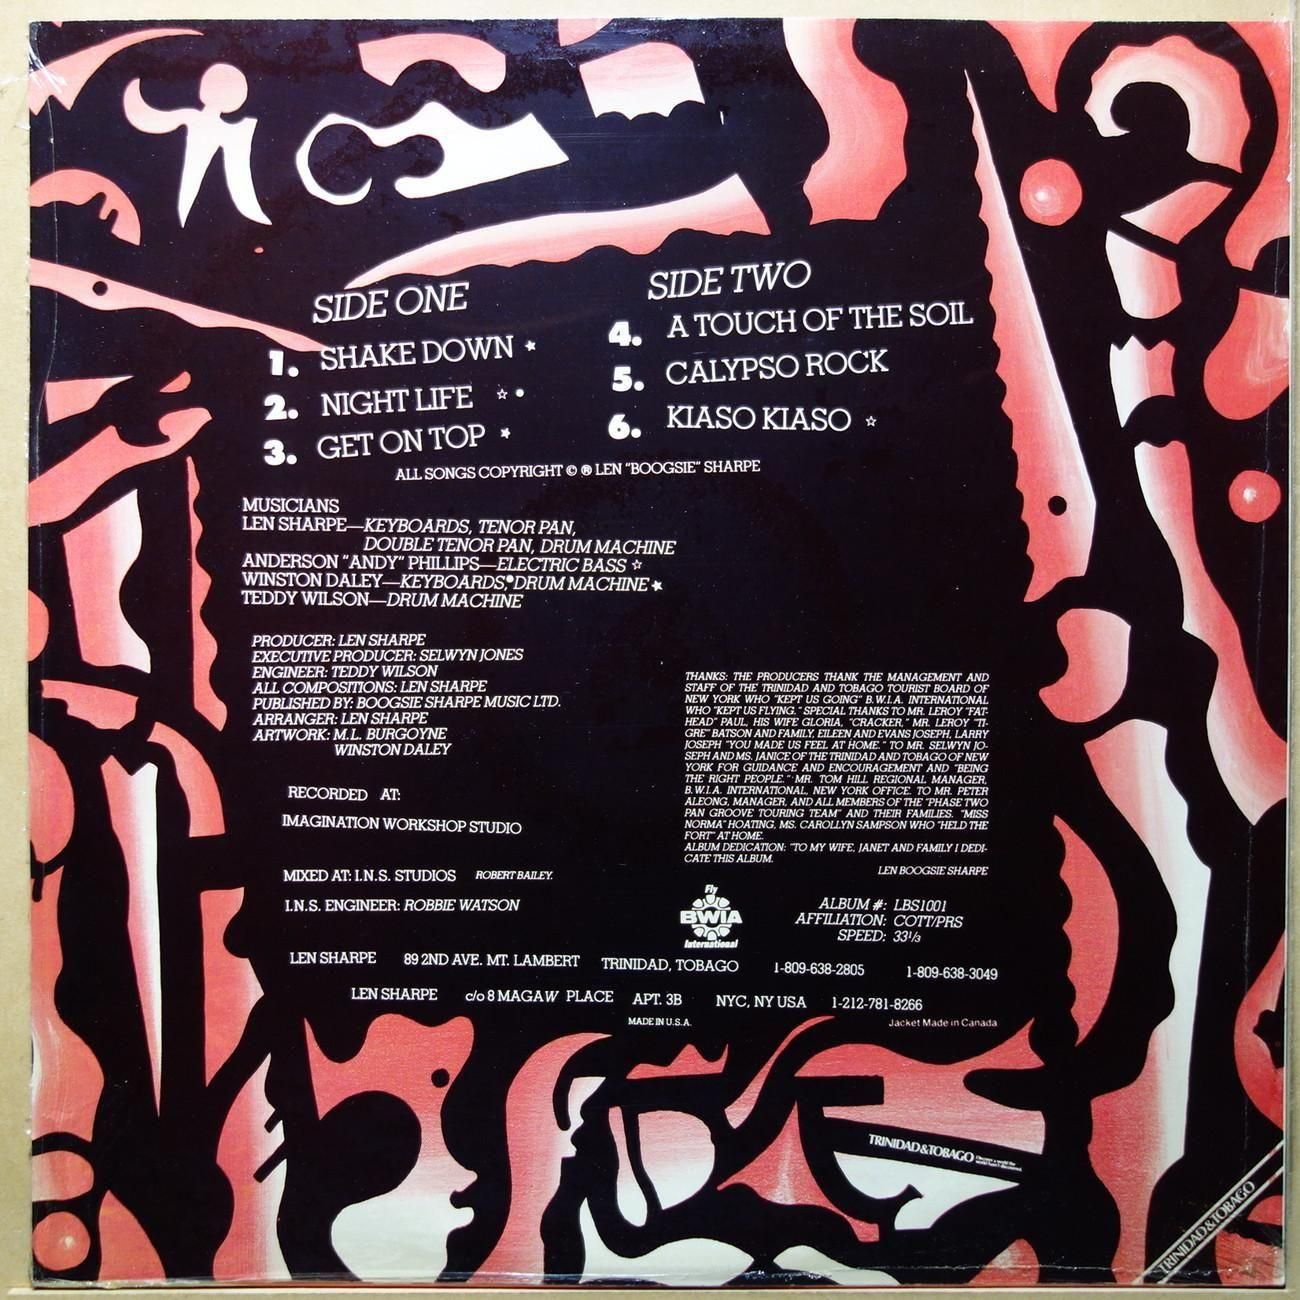 SIDE ONE
1. SHAKE DOWN ★
2. NIGHT LIFE ☆ •
3. GET ON TOP ★
SIDE TWO
4. A TOUCH OF THE SOIL
5. CALYPSO ROCK
6. KIASO KIASO ☆
ALL SONGS COPYRIGHT © ® LEN "BOOGSIE" SHARPE
MUSICIANS
LEN SHARPE—KEYBOARDS, TENOR PAN,
DOUBLE TENOR PAN, DRUM MACHINE
ANDERSON "ANDY" PHILLIPS—ELECTRIC BASS ☆
WINSTON DALEY—KEYBOARDS,• DRUM MACHINE ★
TEDDY WILSON—DRUM MACHINE
PRODUCER: LEN SHARPE
EXECUTIVE PRODUCER: SELWYN JONES
ENGINEER: TEDDY WILSON
ALL COMPOSITIONS: LEN SHARPE
PUBLISHED BY: BOOGSIE SHARPE MUSIC LTD.
ARRANGER: LEN SHARPE
ARTWORK: M.L. BURGOYNE
WINSTON DALEY
RECORDED AT:
IMAGINATION WORKSHOP STUDIO
MIXED AT: I.N.S. STUDIOS ROBERT BAILEY.
I.N.S. ENGINEER: ROBBIE WATSON
THANKS: THE PRODUCERS THANK THE MANAGEMENT AND
STAFF OF THE TRINIDAD AND TOBAGO TOURIST BOARD OF
NEW YORK WHO "KEPT US GOING" B.W.I.A. INTERNATIONAL
WHO "KEPT US FLYING." SPECIAL THANKS TO MR. LEROY "FAT-
HEAD" PAUL, HIS WIFE GLORIA, "CRACKER," MR. LEROY "TI-
GRE" BATSON AND FAMILY, EILEEN AND EVANS JOSEPH, LARRY
JOSEPH "YOU MADE US FEEL AT HOME." TO MR. SELWYN JO-
SEPH AND MS. JANICE OF THE TRINIDAD AND TOBAGO OF NEW
YORK FOR GUIDANCE AND ENCOURAGEMENT AND "BEING
THE RIGHT PEOPLE." MR. TOM HILL REGIONAL MANAGER,
B.W.I.A. INTERNATIONAL, NEW YORK OFFICE. TO MR. PETER
ALEONG, MANAGER, AND ALL MEMBERS OF THE "PHASE TWO
PAN GROOVE TOURING TEAM" AND THEIR FAMILIES. "MISS
NORMA" HOATING, MS. CAROLLYN SAMPSON WHO "HELD THE
FORT" AT HOME.
ALBUM DEDICATION: "TO MY WIFE, JANET AND FAMILY I DEDI-
CATE THIS ALBUM.
LEN BOOGSIE SHARPE
Fly
BWIA
International
ALBUM #: LBS1001
AFFILIATION: COTT/PRS
SPEED: 33⅓
LEN SHARPE 89 2ND AVE. MT. LAMBERT TRINIDAD, TOBAGO 1-809-638-2805 1-809-638-3049
LEN SHARPE c/o 8 MAGAW PLACE APT. 3B NYC, NY USA 1-212-781-8266
MADE IN U.S.A.
Jacket Made in Canada
TRINIDAD & TOBAGO Discover a world the
world hasn't discovered.
TRINIDAD & TOBAGO